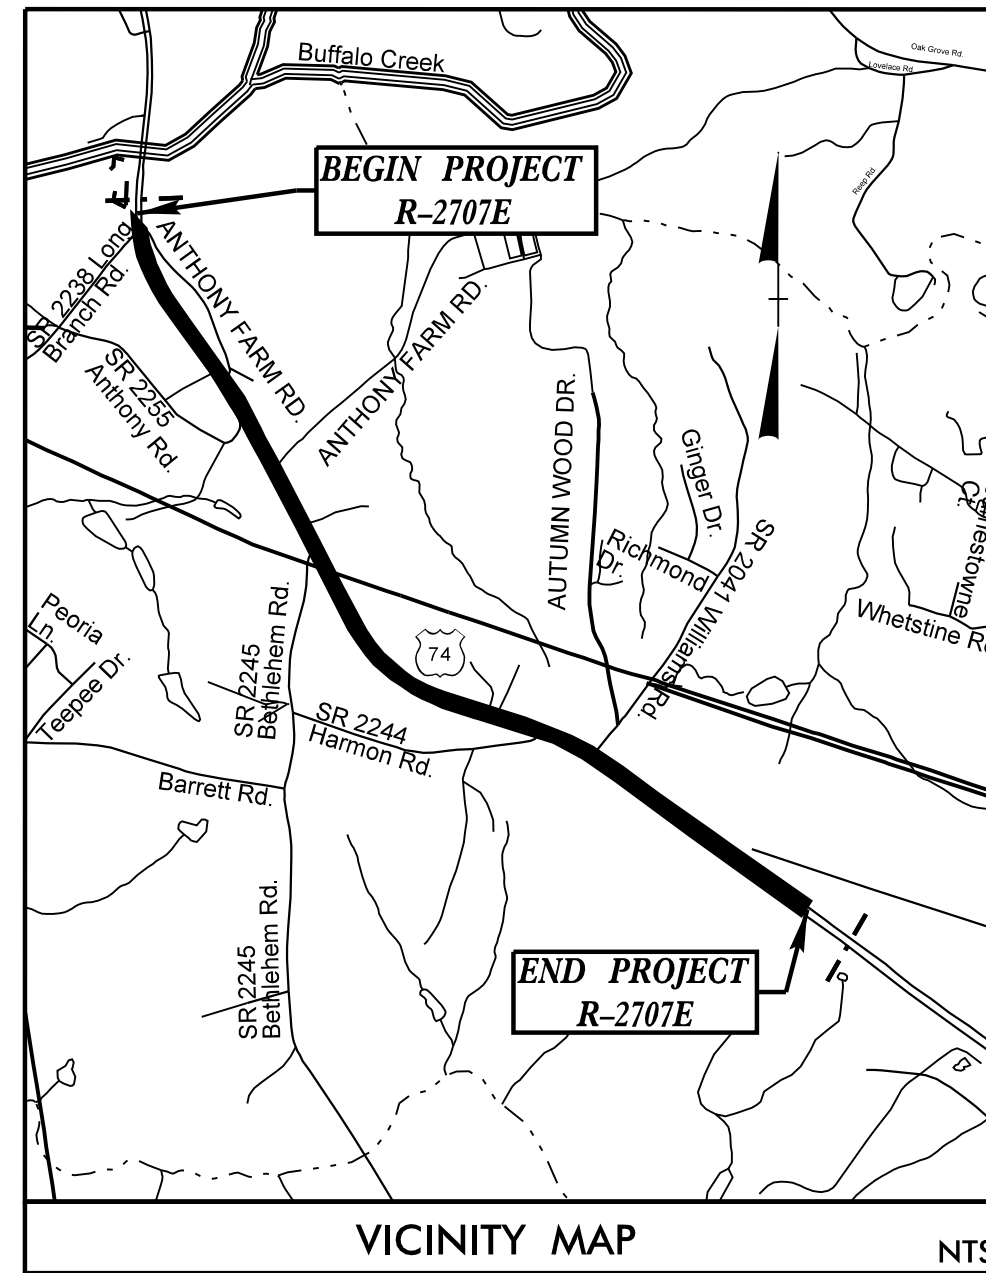 Oak Grove Rd.
Lovelace Rd
Buffalo Creek
BEGIN PROJECT
R–2707E
Reep Rd
SR 2238 Long
Branch Rd.
ANTHONY FARM RD.
ANTHONY FARM RD.
SR 2255
Anthony Rd.
AUTUMN WOOD DR.
Ginger Dr.
Richmond
Dr.
SR 2041 Williams Rd.
Ct.
Whetstine
Peoria
Ln.
Teepee Dr.
SR 2245
Bethlehem Rd.
74
SR 2244
Harmon Rd.
Barrett Rd.
SR 2245
Bethlehem Rd.
END PROJECT
R–2707E
VICINITY MAP
NTS